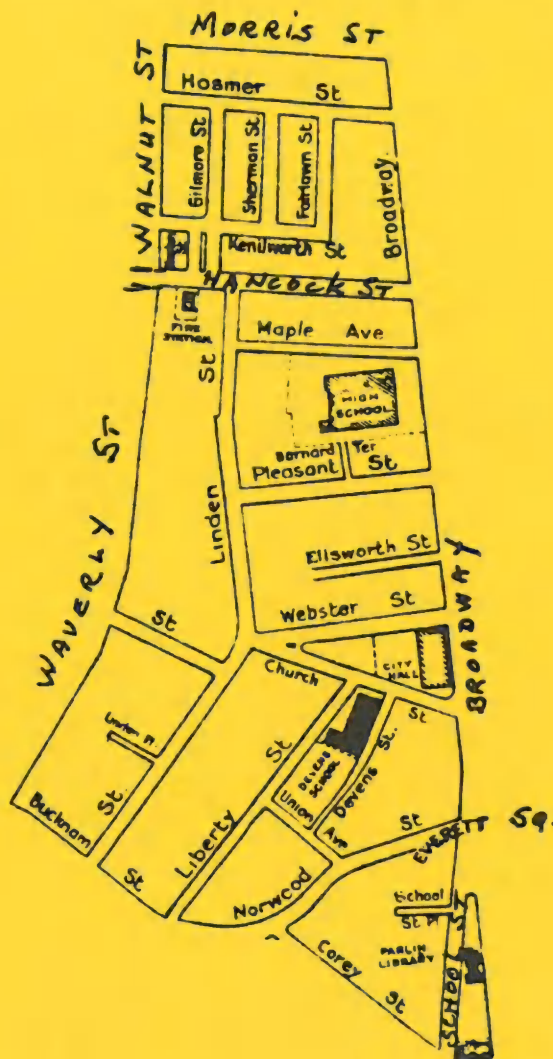 MORRIS ST
Hosmer St
WALNUT ST
Gilmore St
Sherman St
Fairlawn St
Broadway
Kenilworth St
HANCOCK ST
FIRE STATION
Maple Ave
HIGH SCHOOL
Barnard Ter
Pleasant St
WAVERLY ST
Linden St
Ellsworth St
Webster St
BROADWAY
CITY HALL
Church St
St
Linden Pl.
DEVENS SCHOOL
Devens St.
Union Ave
Bucknam St
St.
Liberty St
Norwood St
EVERETT Sq.
School St Pl
PARLIN LIBRARY
SCHOOL ST
Corey St